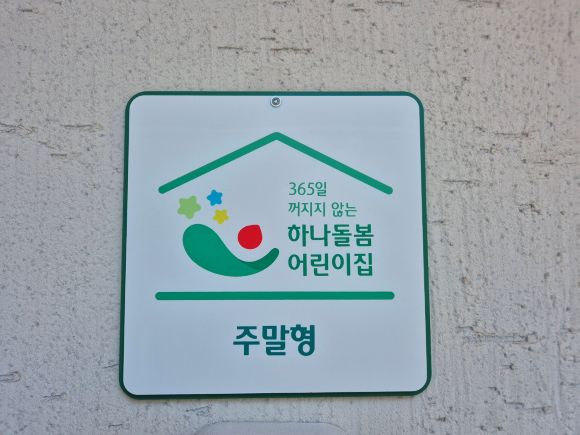 365일
꺼지지 않는
하나돌봄
어린이집
주말형